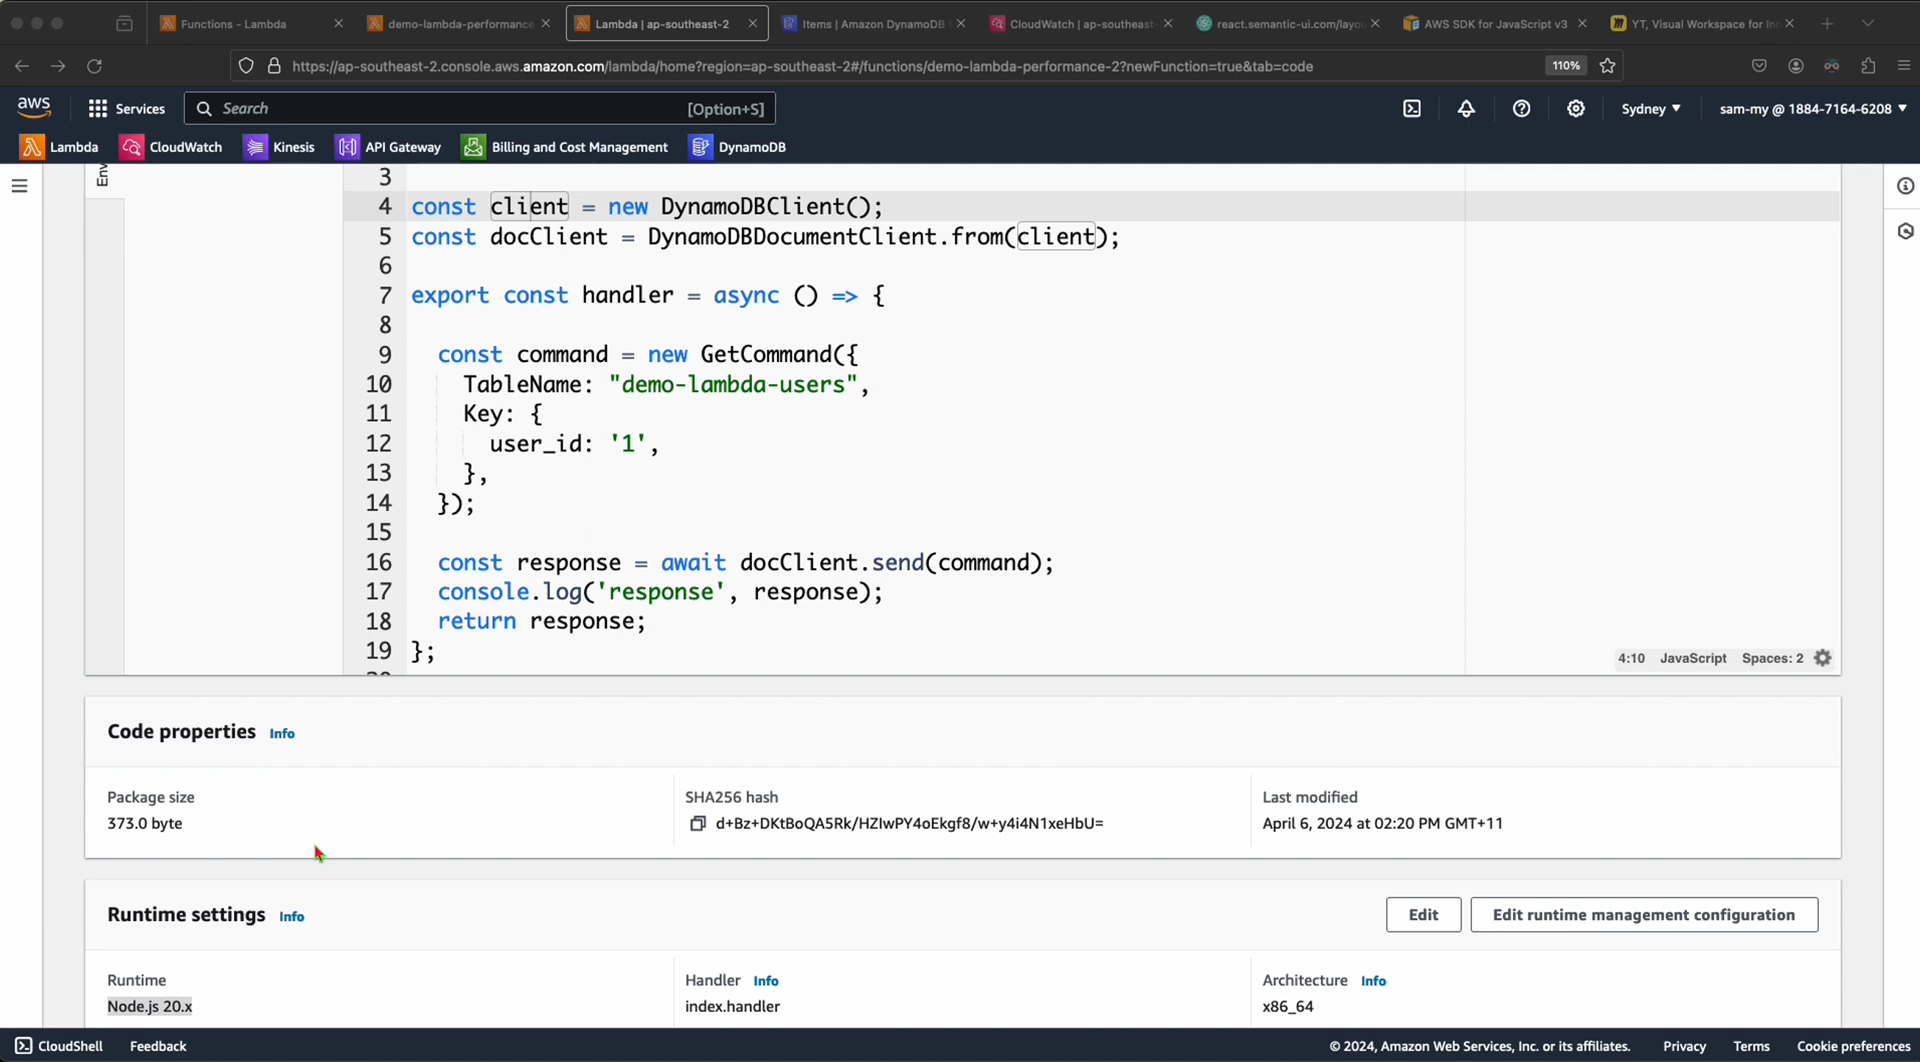 Functions - Lambda
demo-lambda-performance
Lambda | ap-southeast-2
Items | Amazon DynamoDB
CloudWatch | ap-southeast-
react.semantic-ui.com/layou
AWS SDK for JavaScript v3
YT, Visual Workspace for Inn
https://ap-southeast-2.console.aws.amazon.com/lambda/home?region=ap-southeast-2#/functions/demo-lambda-performance-2?newFunction=true&tab=code
110%
aws
Services
Search
[Option+S]
Sydney
sam-my @ 1884-7164-6208
Lambda
CloudWatch
Kinesis
API Gateway
Billing and Cost Management
DynamoDB
Env
3
4 const client = new DynamoDBClient();
5 const docClient = DynamoDBDocumentClient.from(client);
6
7 export const handler = async () => {
8
9 const command = new GetCommand({
10 TableName: "demo-lambda-users",
11 Key: {
12 user_id: '1',
13 },
14 });
15
16 const response = await docClient.send(command);
17 console.log('response', response);
18 return response;
19 };
20
4:10 JavaScript Spaces: 2
Code properties Info
Package size
373.0 byte
SHA256 hash
d+Bz+DKtBoQA5Rk/HZIwPY4oEkgf8/w+y4i4N1xeHbU=
Last modified
April 6, 2024 at 02:20 PM GMT+11
Runtime settings Info
Edit
Edit runtime management configuration
Runtime
Node.js 20.x
Handler Info
index.handler
Architecture Info
x86_64
CloudShell
Feedback
© 2024, Amazon Web Services, Inc. or its affiliates.
Privacy
Terms
Cookie preferences